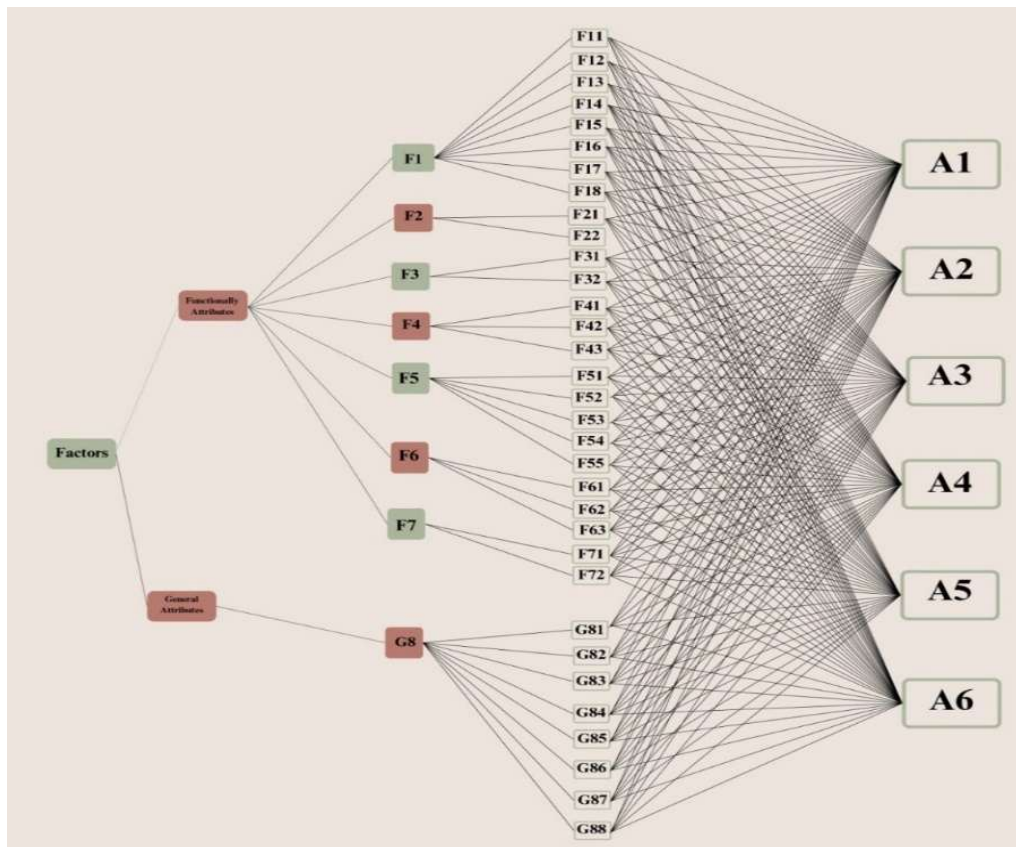 Factors
Functionally
Attributes
General
Attributes
F1
F2
F3
F4
F5
F6
F7
G8
F11
F12
F13
F14
F15
F16
F17
F18
F21
F22
F31
F32
F41
F42
F43
F51
F52
F53
F54
F55
F61
F62
F63
F71
F72
G81
G82
G83
G84
G85
G86
G87
G88
A1
A2
A3
A4
A5
A6